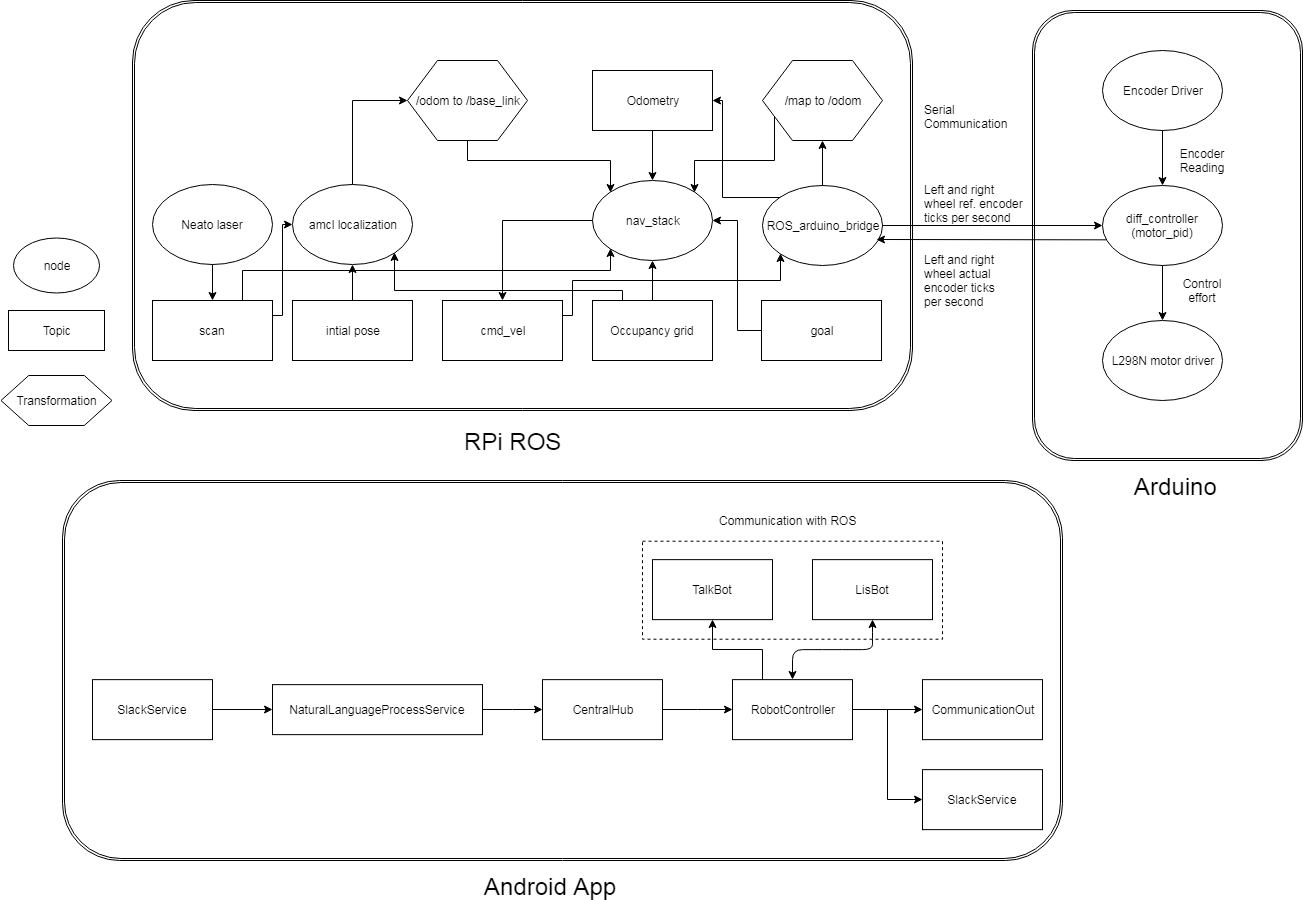 /odom to /base_link
Odometry
/map to /odom
Encoder Driver
Serial
Communication
Encoder
Reading
Left and right
wheel ref. encoder
ticks per second
Neato laser
amcl localization
nav_stack
ROS_arduino_bridge
diff_controller
(motor_pid)
node
Left and right
wheel actual
encoder ticks
per second
Control
effort
Topic
scan
intial pose
cmd_vel
Occupancy grid
goal
L298N motor driver
Transformation
RPi ROS
Arduino
Communication with ROS
TalkBot
LisBot
SlackService
NaturalLanguageProcessService
CentralHub
RobotController
CommunicationOut
SlackService
Android App